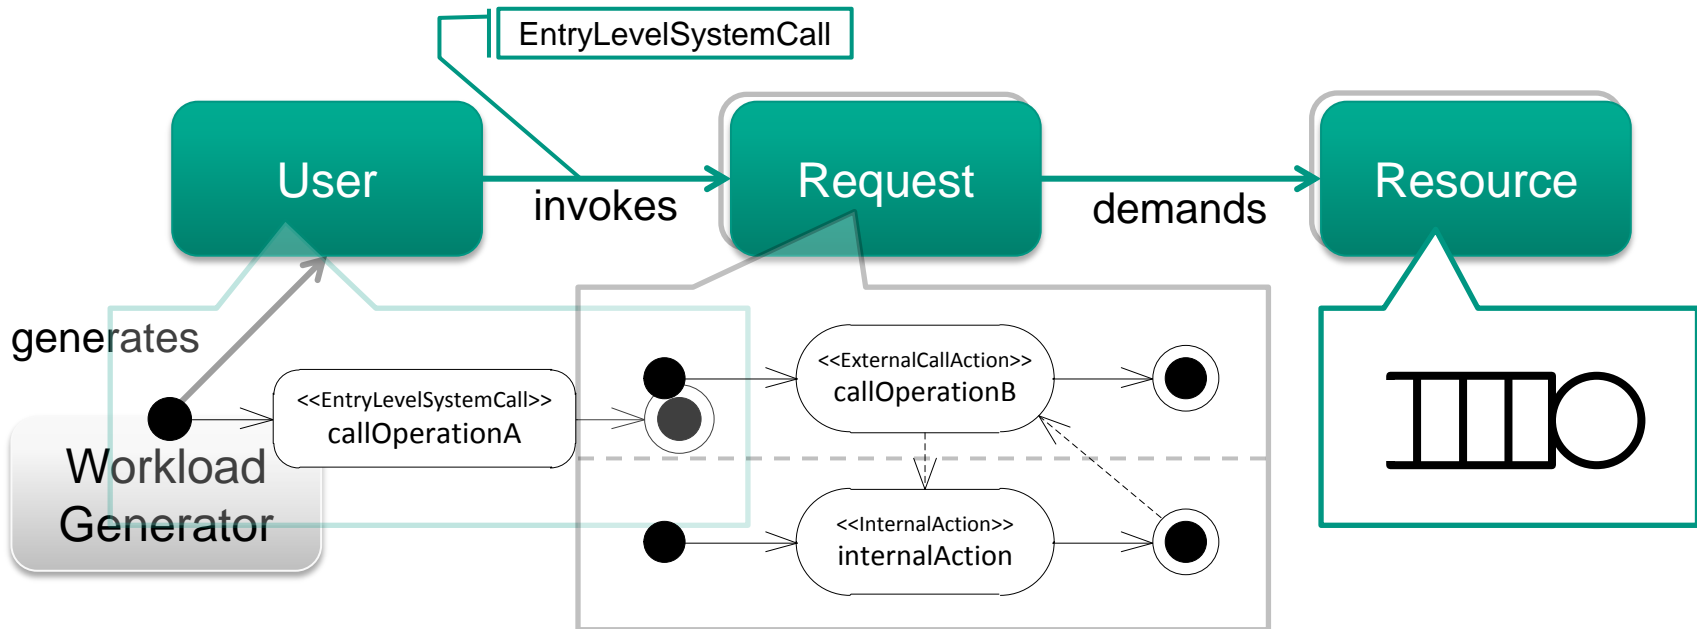 EntryLevelSystemCall
User
invokes
Request
demands
Resource
generates
<<EntryLevelSystemCall>>
callOperationA
Workload
Generator
<<ExternalCallAction>>
callOperationB
<<InternalAction>>
internalAction